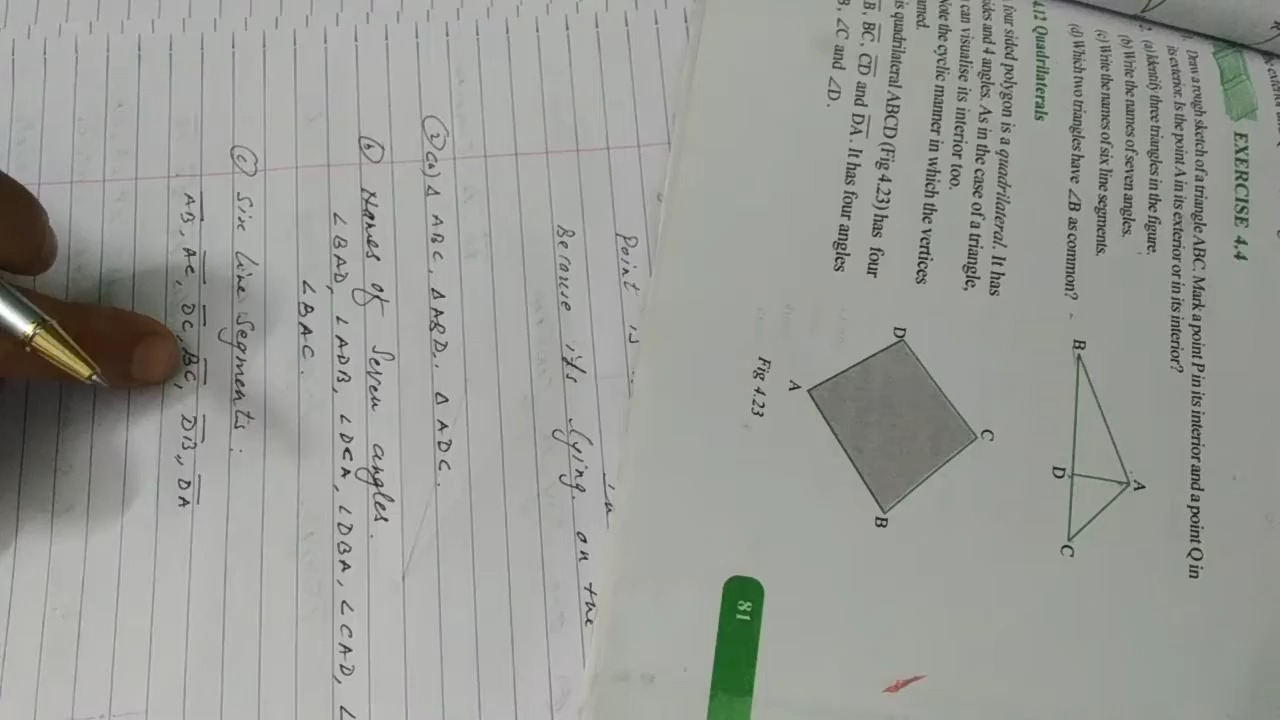 EXERCISE 4.4
Draw a rough sketch of a triangle ABC. Mark a point P in its interior and a point Q in
its exterior. Is the point A in its exterior or in its interior?
(a) Identify three triangles in the figure.
(b) Write the names of seven angles.
(c) Write the names of six line segments.
(d) Which two triangles have ∠B as common?
A
B
D
C
4.12 Quadrilaterals
four sided polygon is a quadrilateral. It has
sides and 4 angles. As in the case of a triangle,
can visualise its interior too.
Note the cyclic manner in which the vertices
named.
is quadrilateral ABCD (Fig 4.23) has four
B, BC, CD and DA. It has four angles
B, ∠C and ∠D.
D
C
A
B
Fig 4.23
81
Point is in
Because it's lying on the
② (a) Δ ABC, Δ ABD, Δ ADC.
ⓑ Names of Seven angles.
∠BAD, ∠ADB, ∠DCA, ∠DBA, ∠CAD, ∠
∠BAC.
ⓒ Six line Segments:
AB, AC, DC, BC, DB, DA